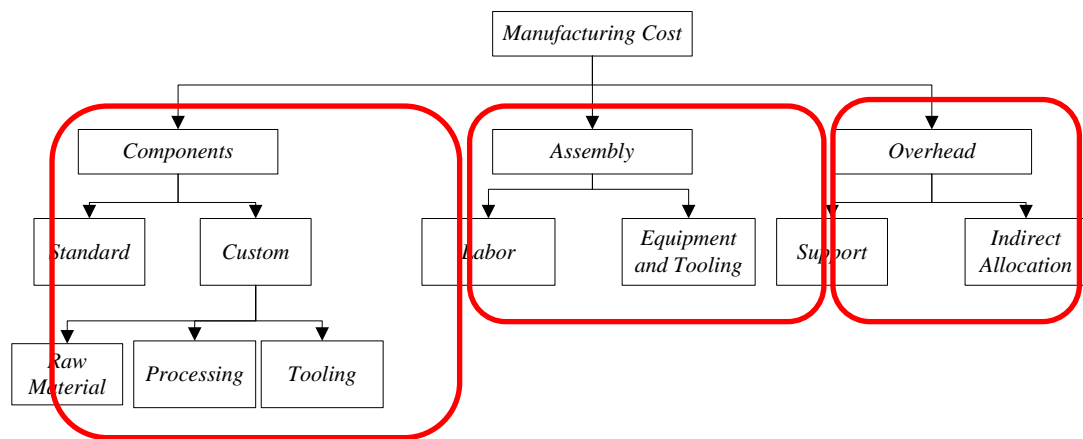 Manufacturing Cost
Components
Assembly
Overhead
Standard
Custom
Labor
Equipment
and Tooling
Support
Indirect
Allocation
Raw
Material
Processing
Tooling